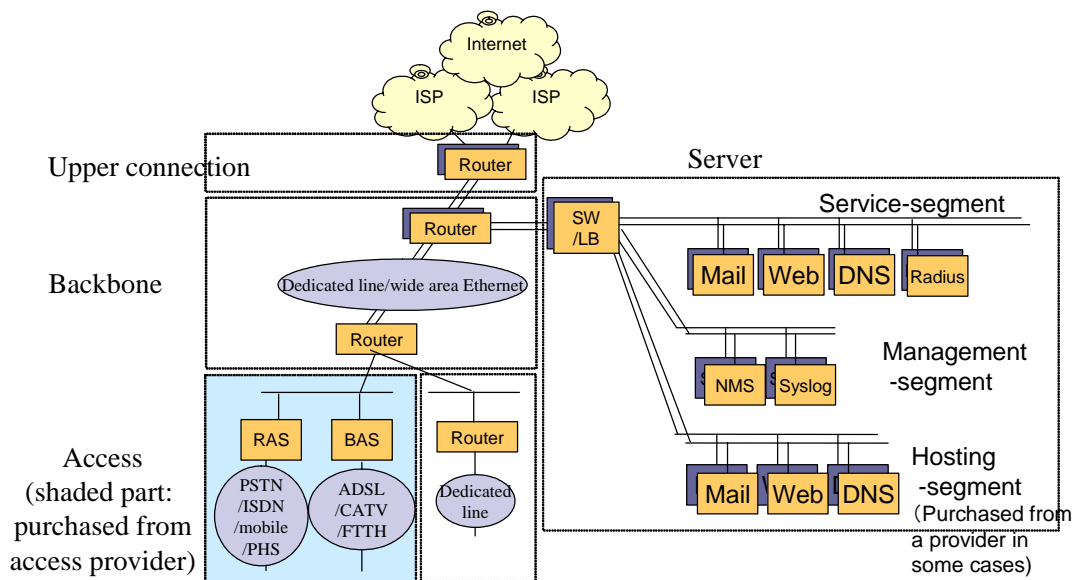 Internet
ISP
ISP
Upper connection
Router
Server
Service-segment
SW
/LB
Router
Mail
Web
DNS
Radius
Backbone
Dedicated line/wide area Ethernet
Router
Management
-segment
NMS
Syslog
RAS
BAS
Router
Access
(shaded part:
purchased from
access provider)
PSTN
/ISDN
/mobile
/PHS
ADSL
/CATV
/FTTH
Dedicated
line
Mail
Web
DNS
Hosting
-segment
(Purchased from
a provider in
some cases)